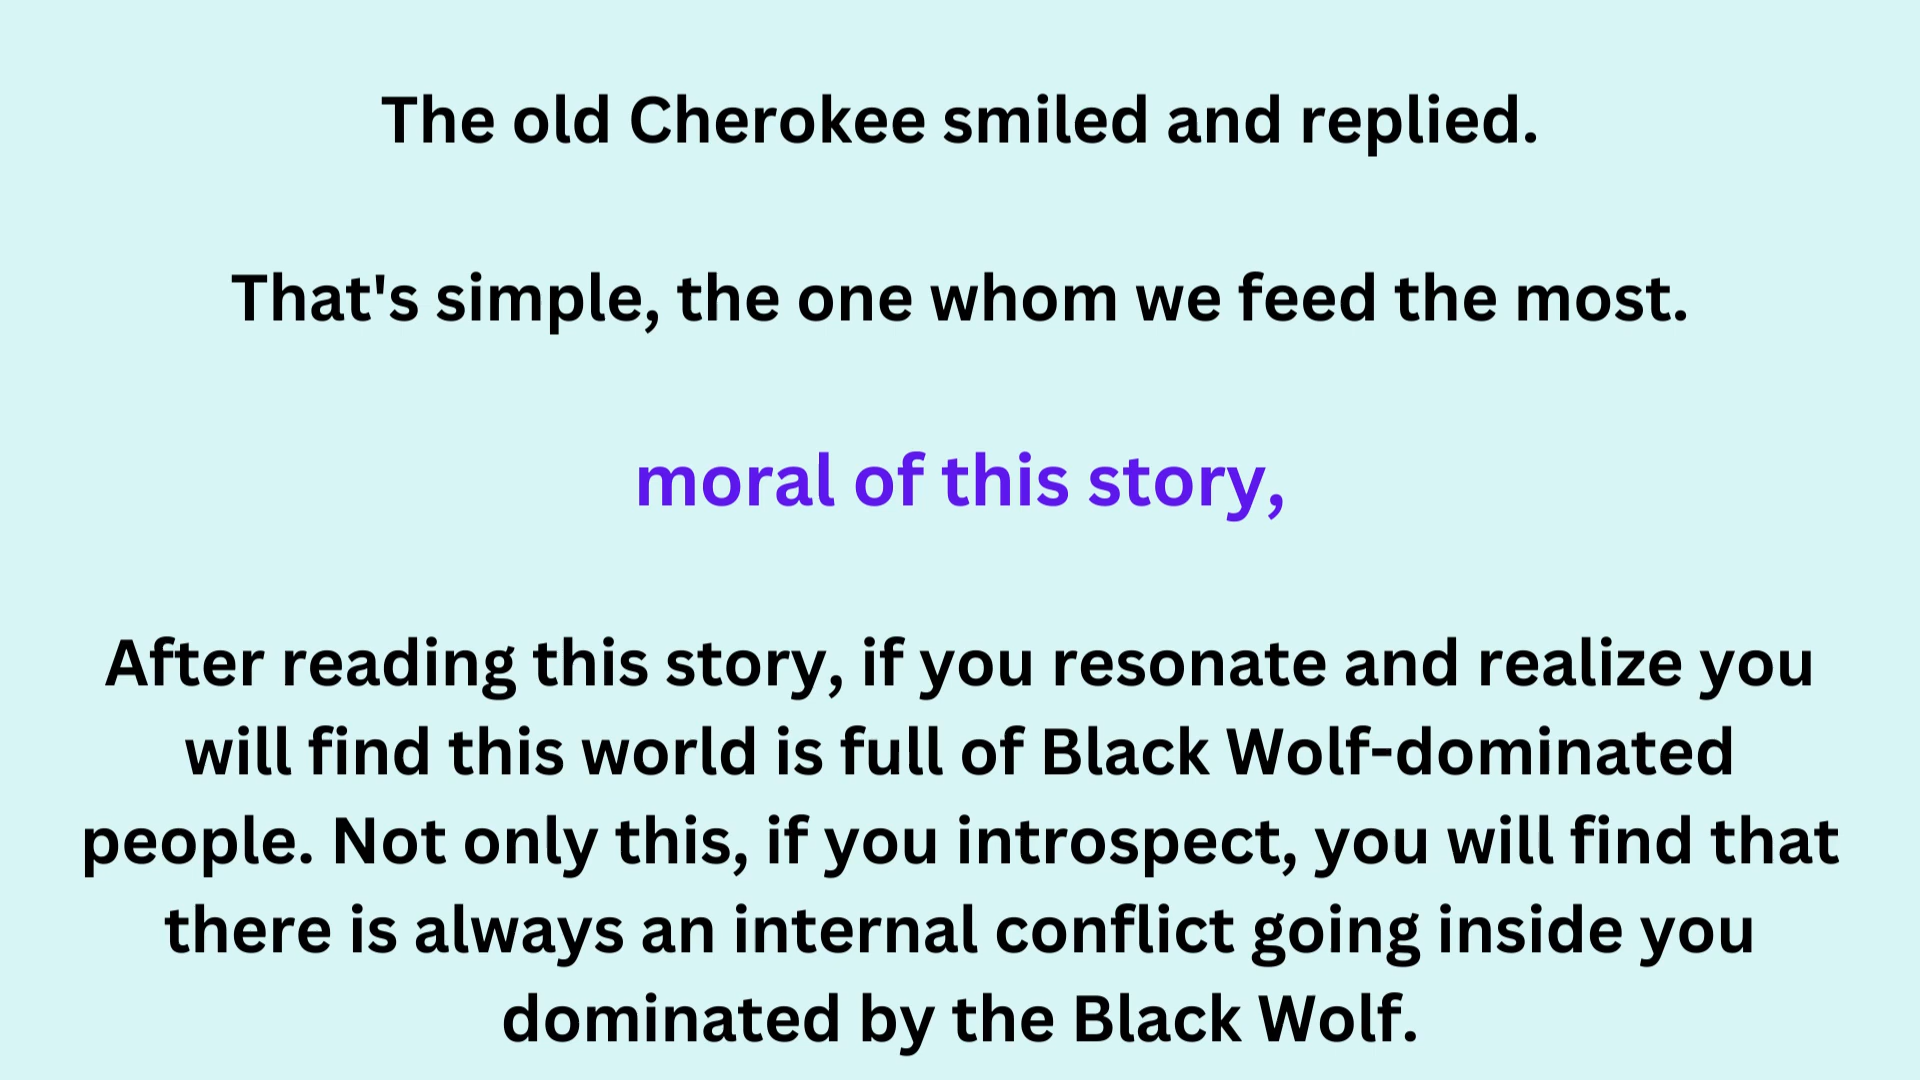 The old Cherokee smiled and replied.
That's simple, the one whom we feed the most.
moral of this story,
After reading this story, if you resonate and realize you
will find this world is full of Black Wolf-dominated
people. Not only this, if you introspect, you will find that
there is always an internal conflict going inside you
dominated by the Black Wolf.